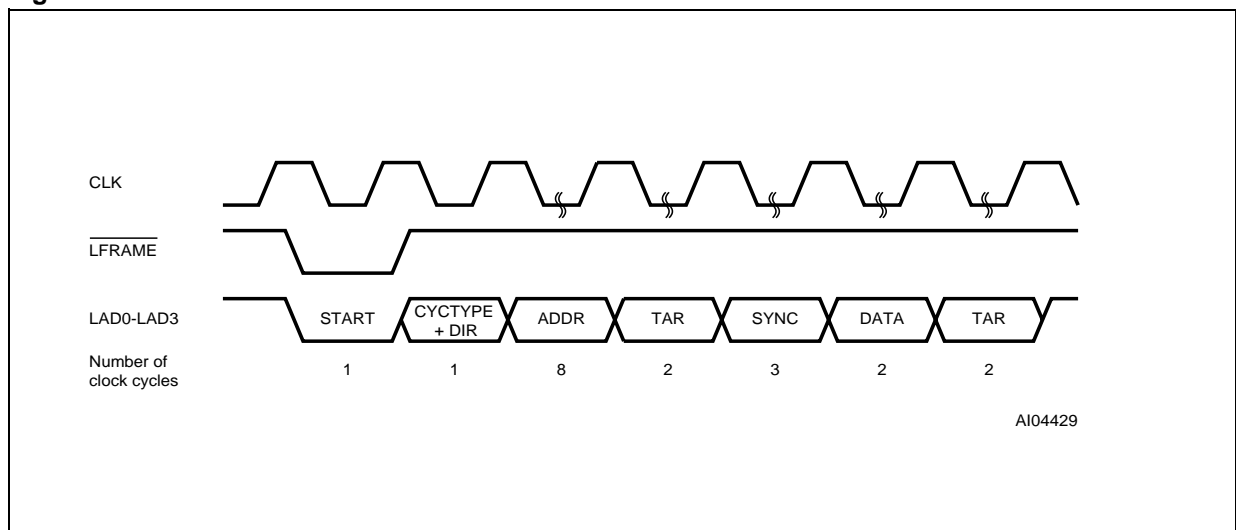 CLK
LFRAME
LAD0-LAD3
START
CYCTYPE
+ DIR
ADDR
TAR
SYNC
DATA
TAR
Number of
clock cycles
1
1
8
2
3
2
2
AI04429